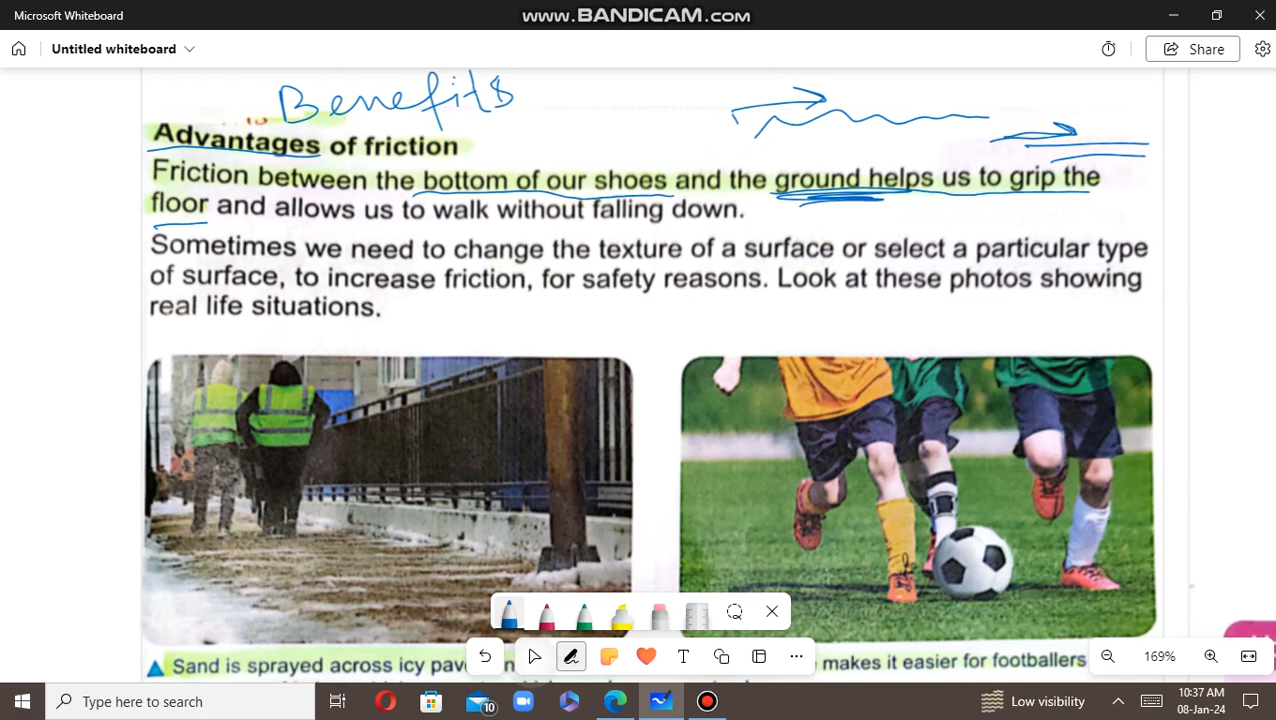 Microsoft Whiteboard
www.BANDICAM.com
Untitled whiteboard
Share
Benefits
Advantages of friction
Friction between the bottom of our shoes and the ground helps us to grip the
floor and allows us to walk without falling down.
Sometimes we need to change the texture of a surface or select a particular type
of surface, to increase friction, for safety reasons. Look at these photos showing
real life situations.
Sand is sprayed across icy
makes it easier for footballers
169%
Type here to search
10
Low visibility
10:37 AM
08-Jan-24